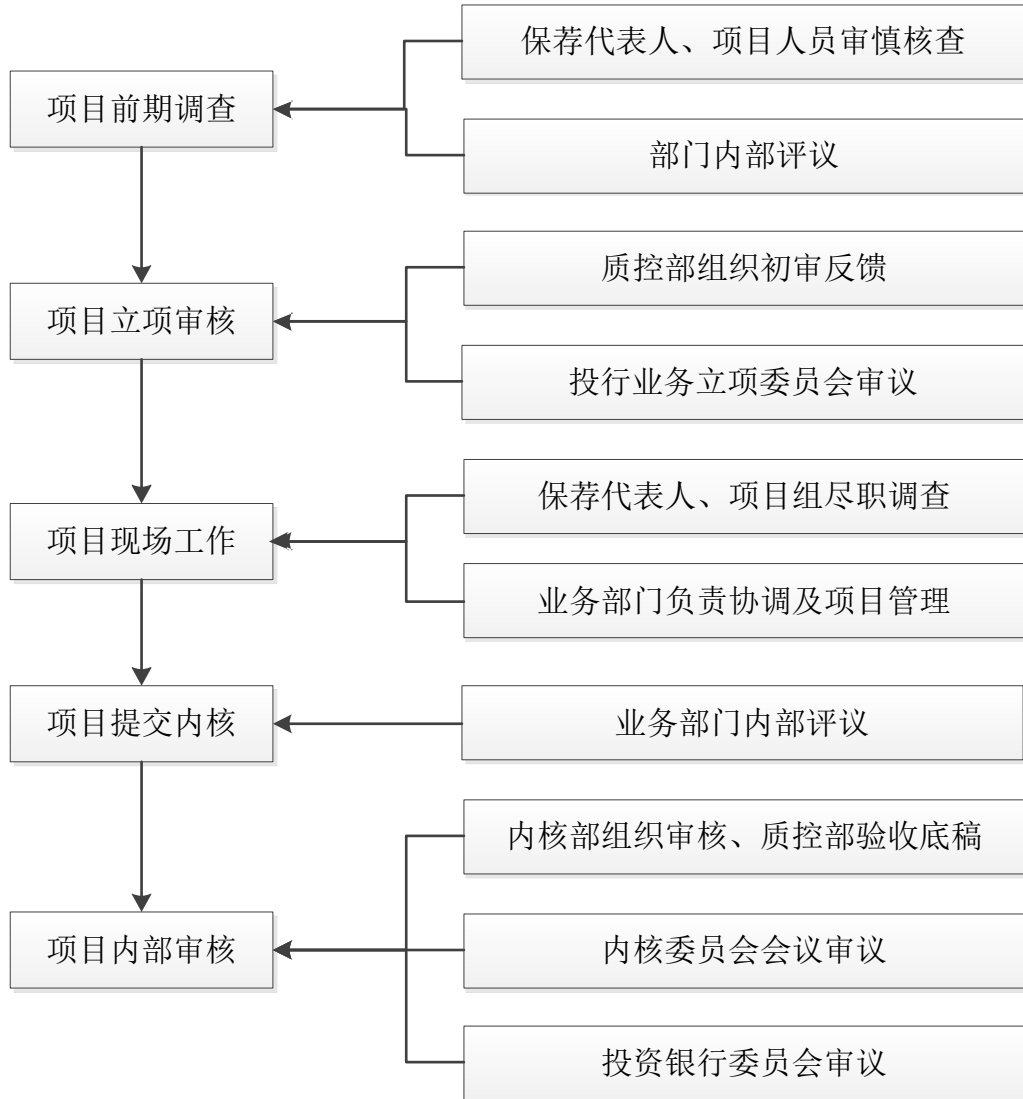 保荐代表人、项目人员审慎核查
项目前期调查
部门内部评议
质控部组织初审反馈
项目立项审核
投行业务立项委员会审议
保荐代表人、项目组尽职调查
项目现场工作
业务部门负责协调及项目管理
项目提交内核
业务部门内部评议
内核部组织审核、质控部验收底稿
项目内部审核
内核委员会会议审议
投资银行委员会审议